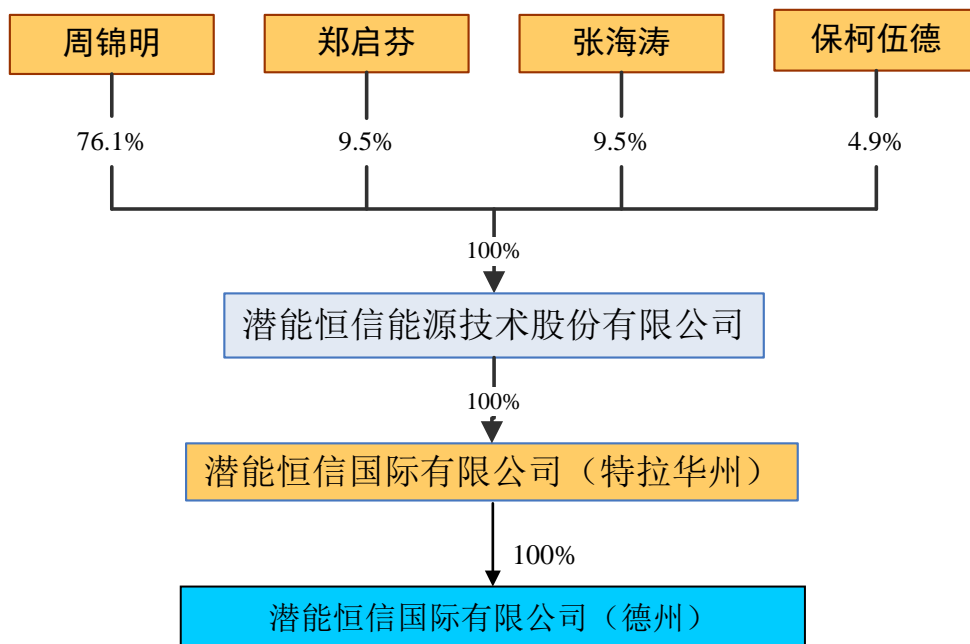 周锦明
郑启芬
张海涛
保柯伍德
76.1%
9.5%
9.5%
4.9%
100%
潜能恒信能源技术股份有限公司
100%
潜能恒信国际有限公司（特拉华州）
100%
潜能恒信国际有限公司（德州）